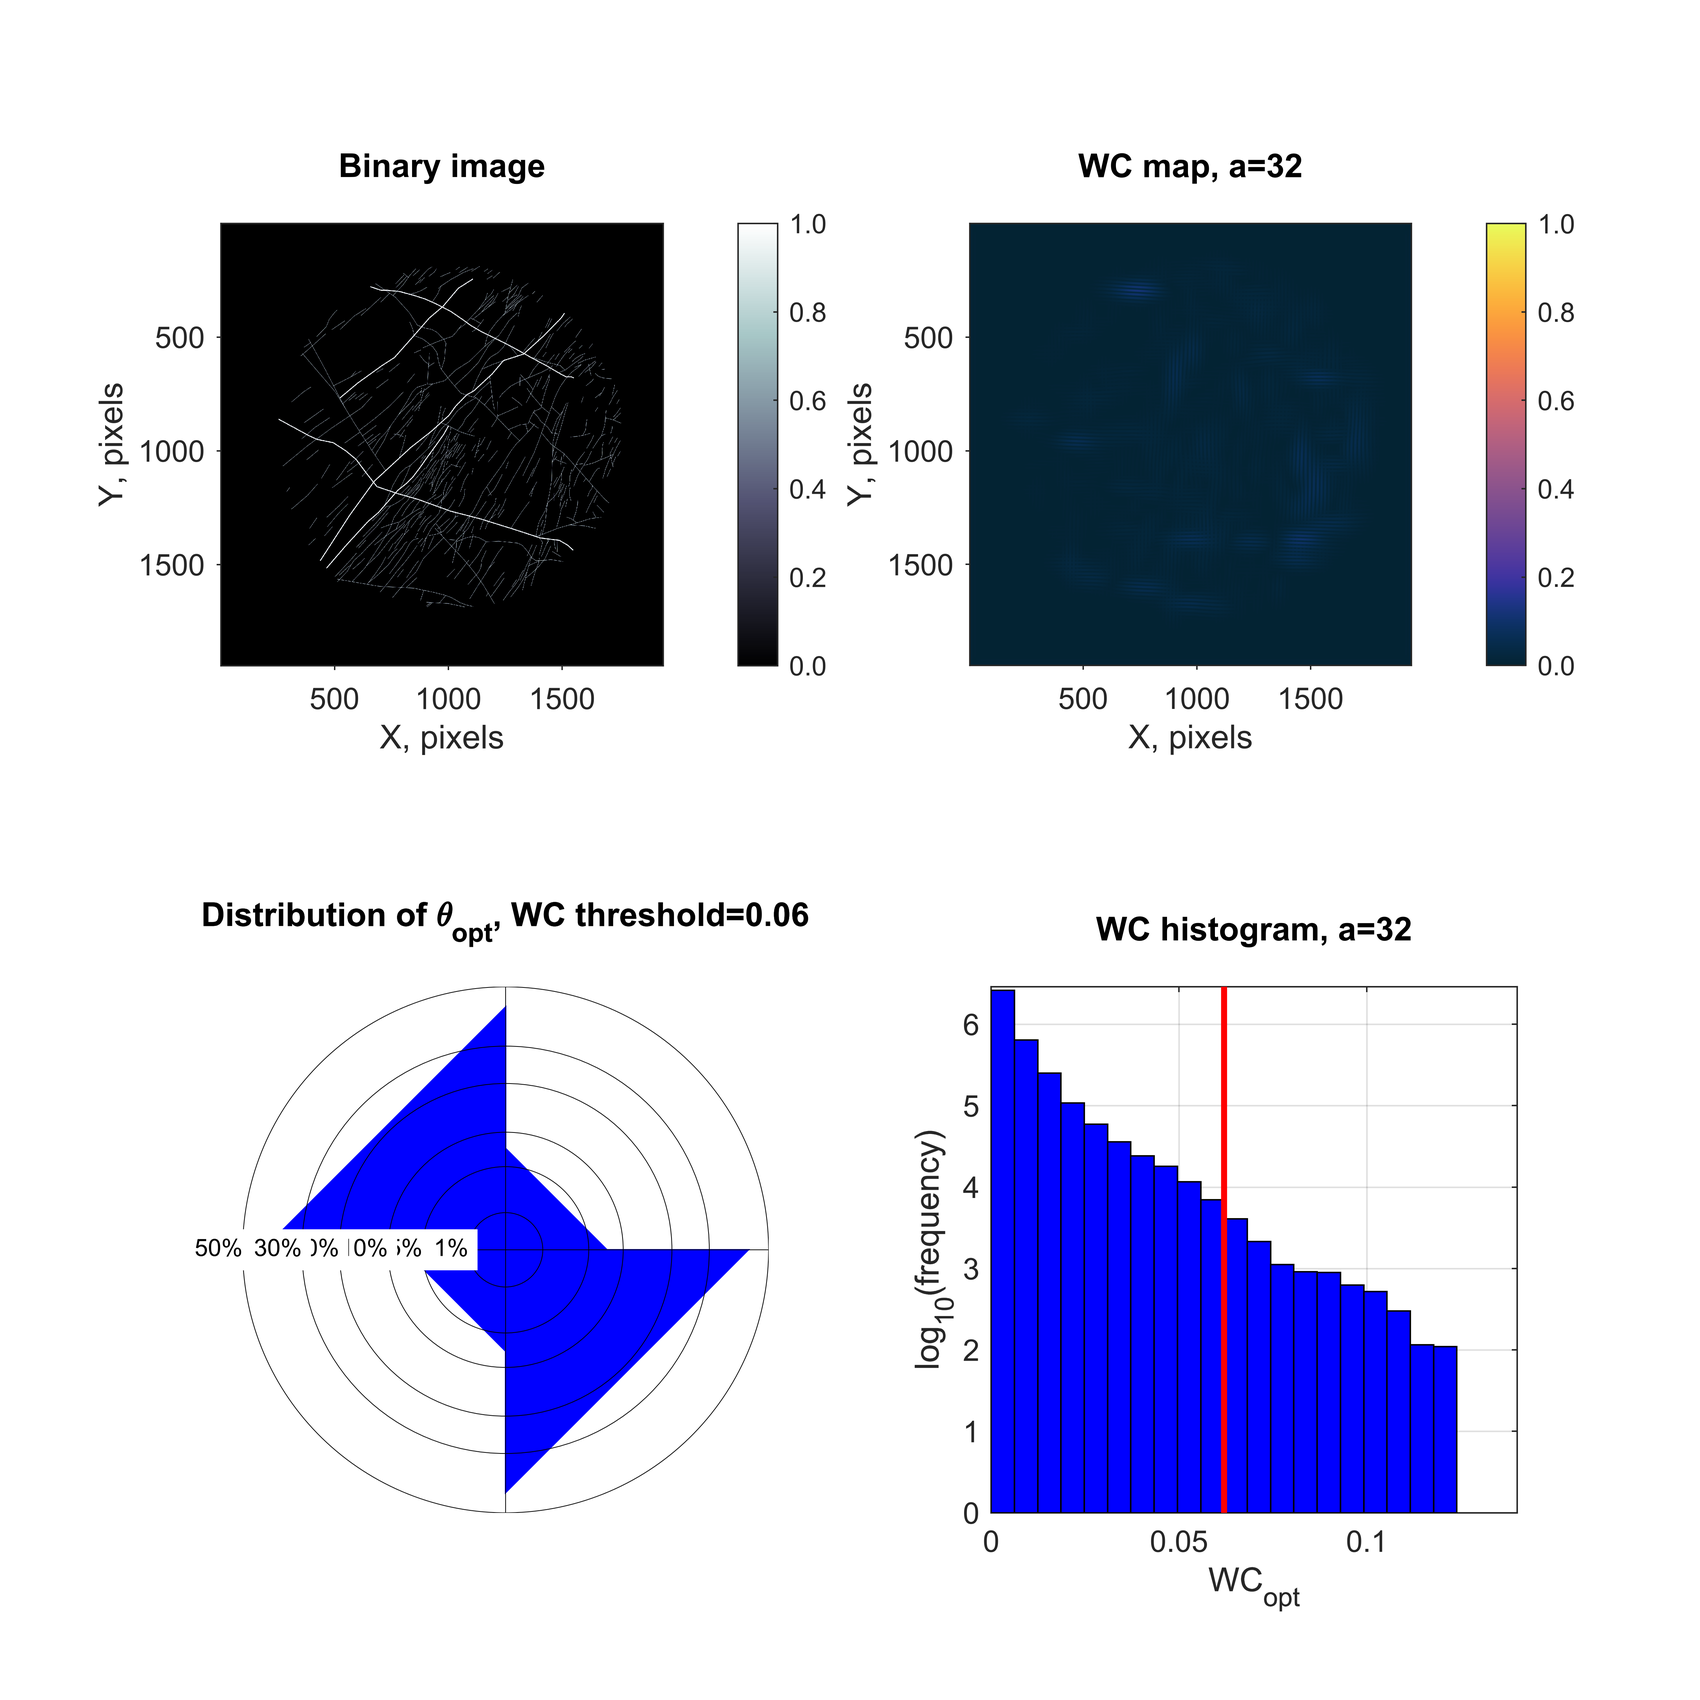 Binary image
1.0
0.8
0.6
0.4
0.2
0.0
500
1000
1500
Y, pixels
500 1000 1500
X, pixels
WC map, a=32
1.0
0.8
0.6
0.4
0.2
0.0
500
1000
1500
Y, pixels
500 1000 1500
X, pixels
Distribution of θopt, WC threshold=0.06
50% 30% 1%
WC histogram, a=32
6
5
4
3
2
1
0
log10(frequency)
0 0.05 0.1
WCopt